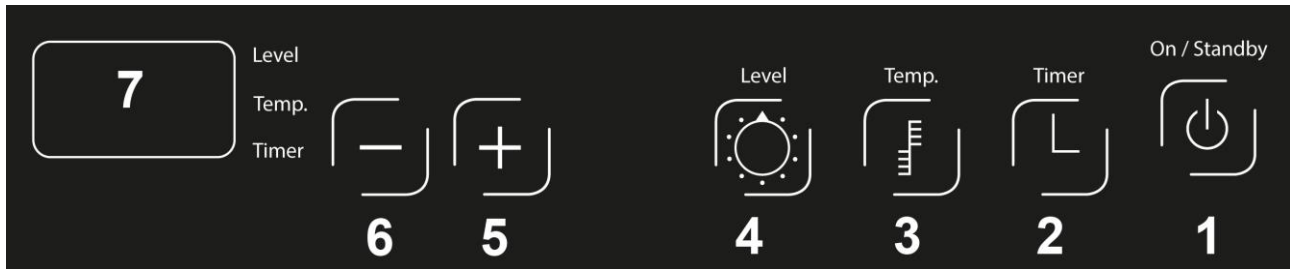 7
Level
Temp.
Timer
Level
Temp.
Timer
On / Standby
6
5
4
3
2
1